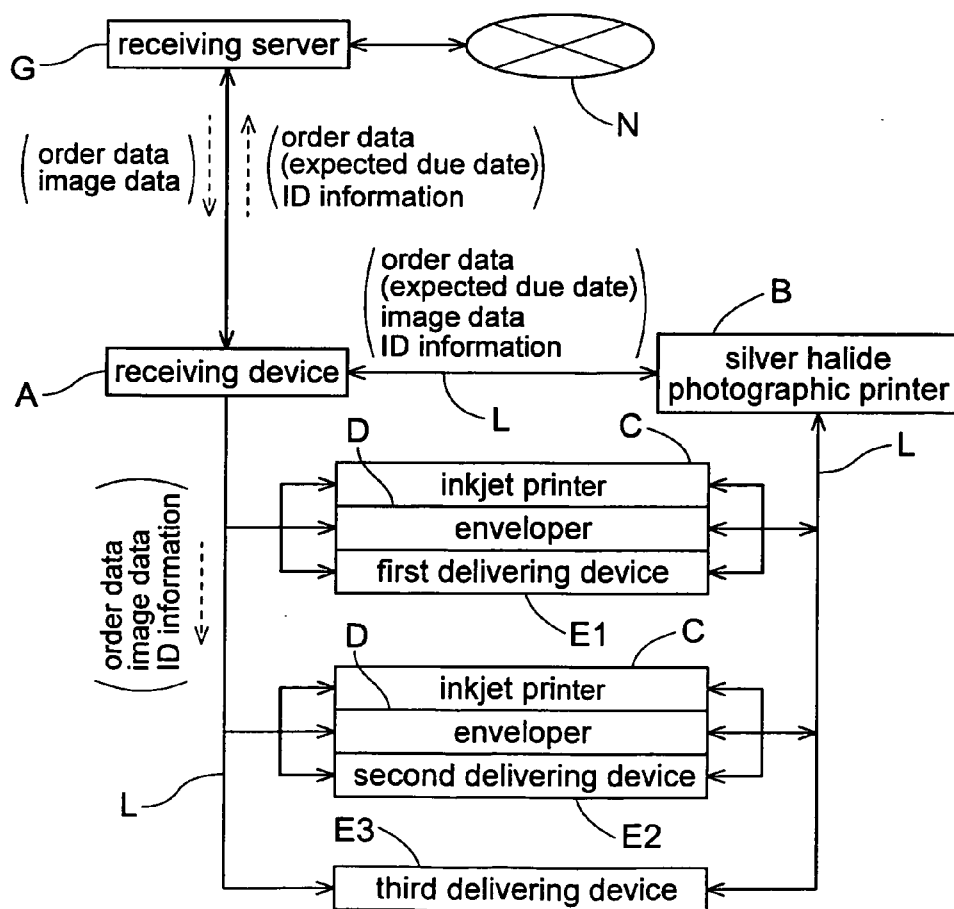 receiving server
G
N
order data
image data
order data
(expected due date)
ID information
order data
(expected due date)
image data
ID information
B
receiving device
A
silver halide
photographic printer
L
D
C
L
inkjet printer
enveloper
first delivering device
order data
image data
ID information
E1
D
C
inkjet printer
enveloper
second delivering device
L
E3
E2
third delivering device